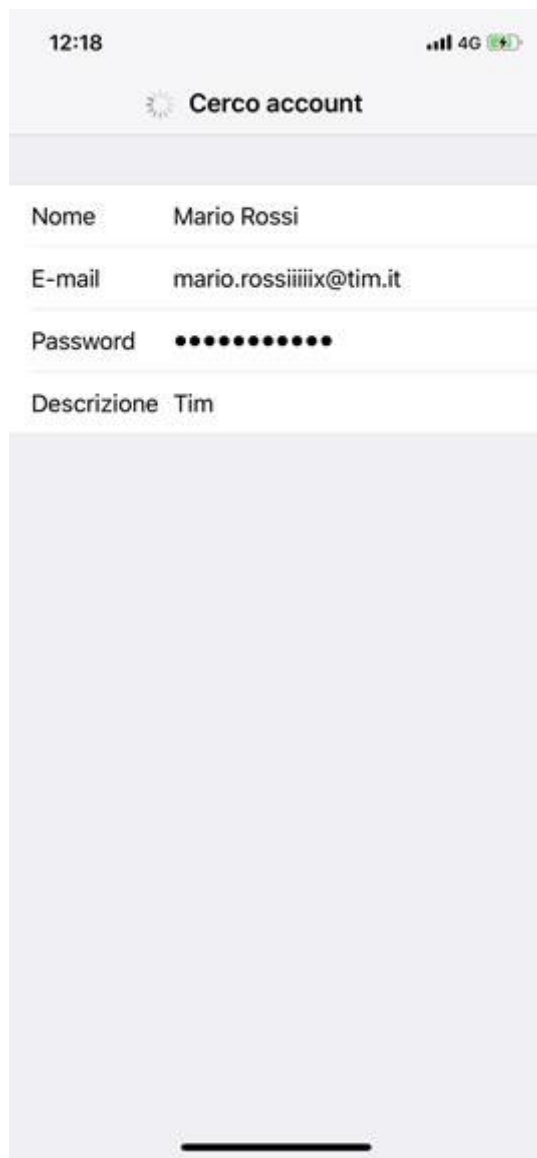 12:18 4G
Cerco account
Nome Mario Rossi
E-mail mario.rossiiiiix@tim.it
Password •••••••••••
Descrizione Tim